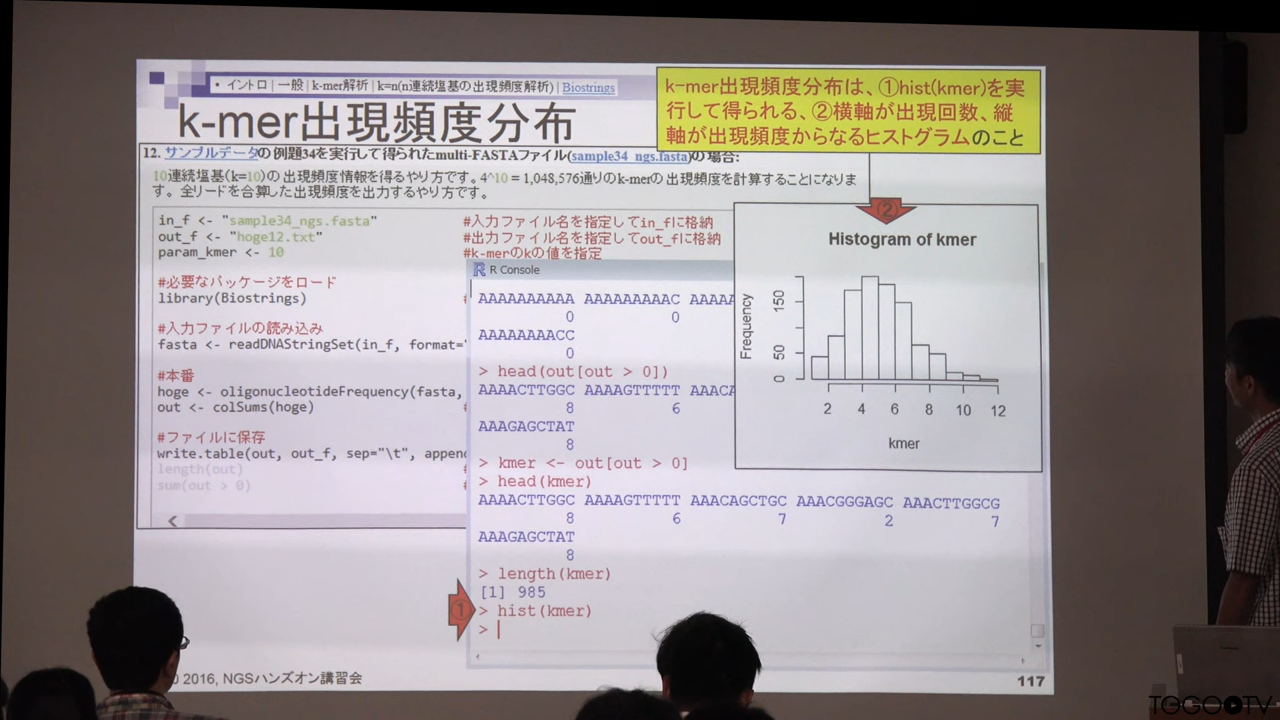 • イントロ | 一般 | k-mer解析 | k=n(n連続塩基の出現頻度解析) | Biostrings
k-mer出現頻度分布
k-mer出現頻度分布は、①hist(kmer)を実
行して得られる、②横軸が出現回数、縦
軸が出現頻度からなるヒストグラムのこと
12. サンプルデータの例題34を実行して得られたmulti-FASTAファイル(sample34_ngs.fasta)の場合:
10連続塩基(k=10)の出現頻度情報を得るやり方です。4^10 = 1,048,576通りのk-merの出現頻度を計算することになりま
す。全リードを合算した出現頻度を出力するやり方です。
in_f <- "sample34_ngs.fasta" #入力ファイル名を指定してin_fに格納
out_f <- "hoge12.txt" #出力ファイル名を指定してout_fに格納
param_kmer <- 10 #k-merのkの値を指定
#必要なパッケージをロード
library(Biostrings)
#入力ファイルの読み込み
fasta <- readDNAStringSet(in_f, format="
#本番
hoge <- oligonucleotideFrequency(fasta,
out <- colSums(hoge)
#ファイルに保存
write.table(out, out_f, sep="\t", append
length(out)
sum(out > 0)
R Console
AAAAAAAAAA AAAAAAAAAC AAAAA
0 0
AAAAAAAACC
0
> head(out[out > 0])
AAAACTTGGC AAAAGTTTTT AAACA
8 6
AAAGAGCTAT
8
> kmer <- out[out > 0]
> head(kmer)
AAAACTTGGC AAAAGTTTTT AAACAGCTGC AAACGGGAGC AAACTTGGCG
8 6 7 2 7
AAAGAGCTAT
8
> length(kmer)
[1] 985
① > hist(kmer)
>
②
Histogram of kmer
Frequency
150
50
0
2 4 6 8 10 12
kmer
2016, NGSハンズオン講習会
117
TOGOTV